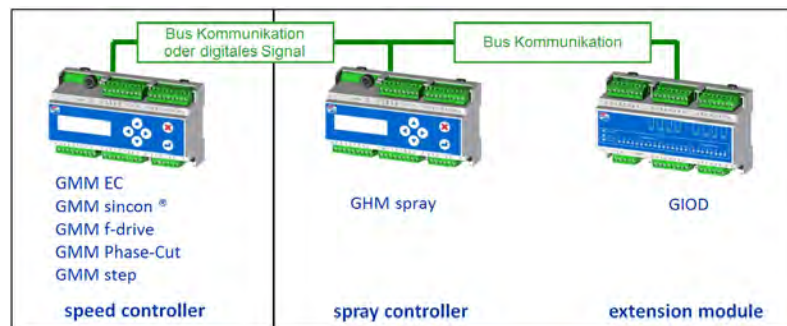 Bus Kommunikation
oder digitales Signal
Bus Kommunikation
GMM EC
GMM sincon ®
GMM f-drive
GMM Phase-Cut
GMM step
GHM spray
GIOD
speed controller
spray controller
extension module